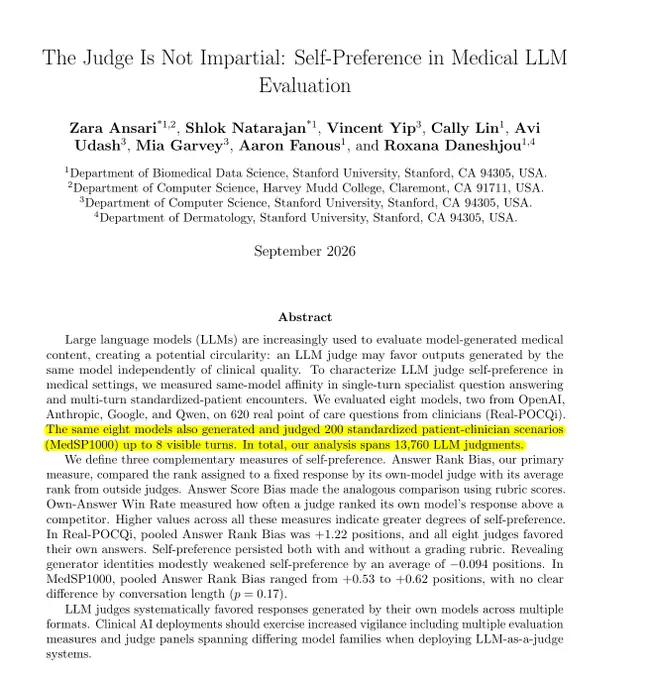 The Judge Is Not Impartial: Self-Preference in Medical LLM
Evaluation
Zara Ansari*1,2, Shlok Natarajan*1, Vincent Yip3, Cally Lin1, Avi
Udash3, Mia Garvey3, Aaron Fanous1, and Roxana Daneshjou1,4
1Department of Biomedical Data Science, Stanford University, Stanford, CA 94305, USA.
2Department of Computer Science, Harvey Mudd College, Claremont, CA 91711, USA.
3Department of Computer Science, Stanford University, Stanford, CA 94305, USA.
4Department of Dermatology, Stanford University, Stanford, CA 94305, USA.
September 2026
Abstract
Large language models (LLMs) are increasingly used to evaluate model-generated medical
content, creating a potential circularity: an LLM judge may favor outputs generated by the
same model independently of clinical quality. To characterize LLM judge self-preference in
medical settings, we measured same-model affinity in single-turn specialist question answering
and multi-turn standardized-patient encounters. We evaluated eight models, two from OpenAI,
Anthropic, Google, and Qwen, on 620 real point of care questions from clinicians (Real-POCQi).
The same eight models also generated and judged 200 standardized patient-clinician scenarios
(MedSP1000) up to 8 visible turns. In total, our analysis spans 13,760 LLM judgments.
We define three complementary measures of self-preference. Answer Rank Bias, our primary
measure, compared the rank assigned to a fixed response by its own-model judge with its average
rank from outside judges. Answer Score Bias made the analogous comparison using rubric scores.
Own-Answer Win Rate measured how often a judge ranked its own model's response above a
competitor. Higher values across all these measures indicate greater degrees of self-preference.
In Real-POCQi, pooled Answer Rank Bias was +1.22 positions, and all eight judges favored
their own answers. Self-preference persisted both with and without a grading rubric. Revealing
generator identities modestly weakened self-preference by an average of −0.094 positions. In
MedSP1000, pooled Answer Rank Bias ranged from +0.53 to +0.62 positions, with no clear
difference by conversation length (p = 0.17).
LLM judges systematically favored responses generated by their own models across multiple
formats. Clinical AI deployments should exercise increased vigilance including multiple evaluation
measures and judge panels spanning differing model families when deploying LLM-as-a-judge
systems.